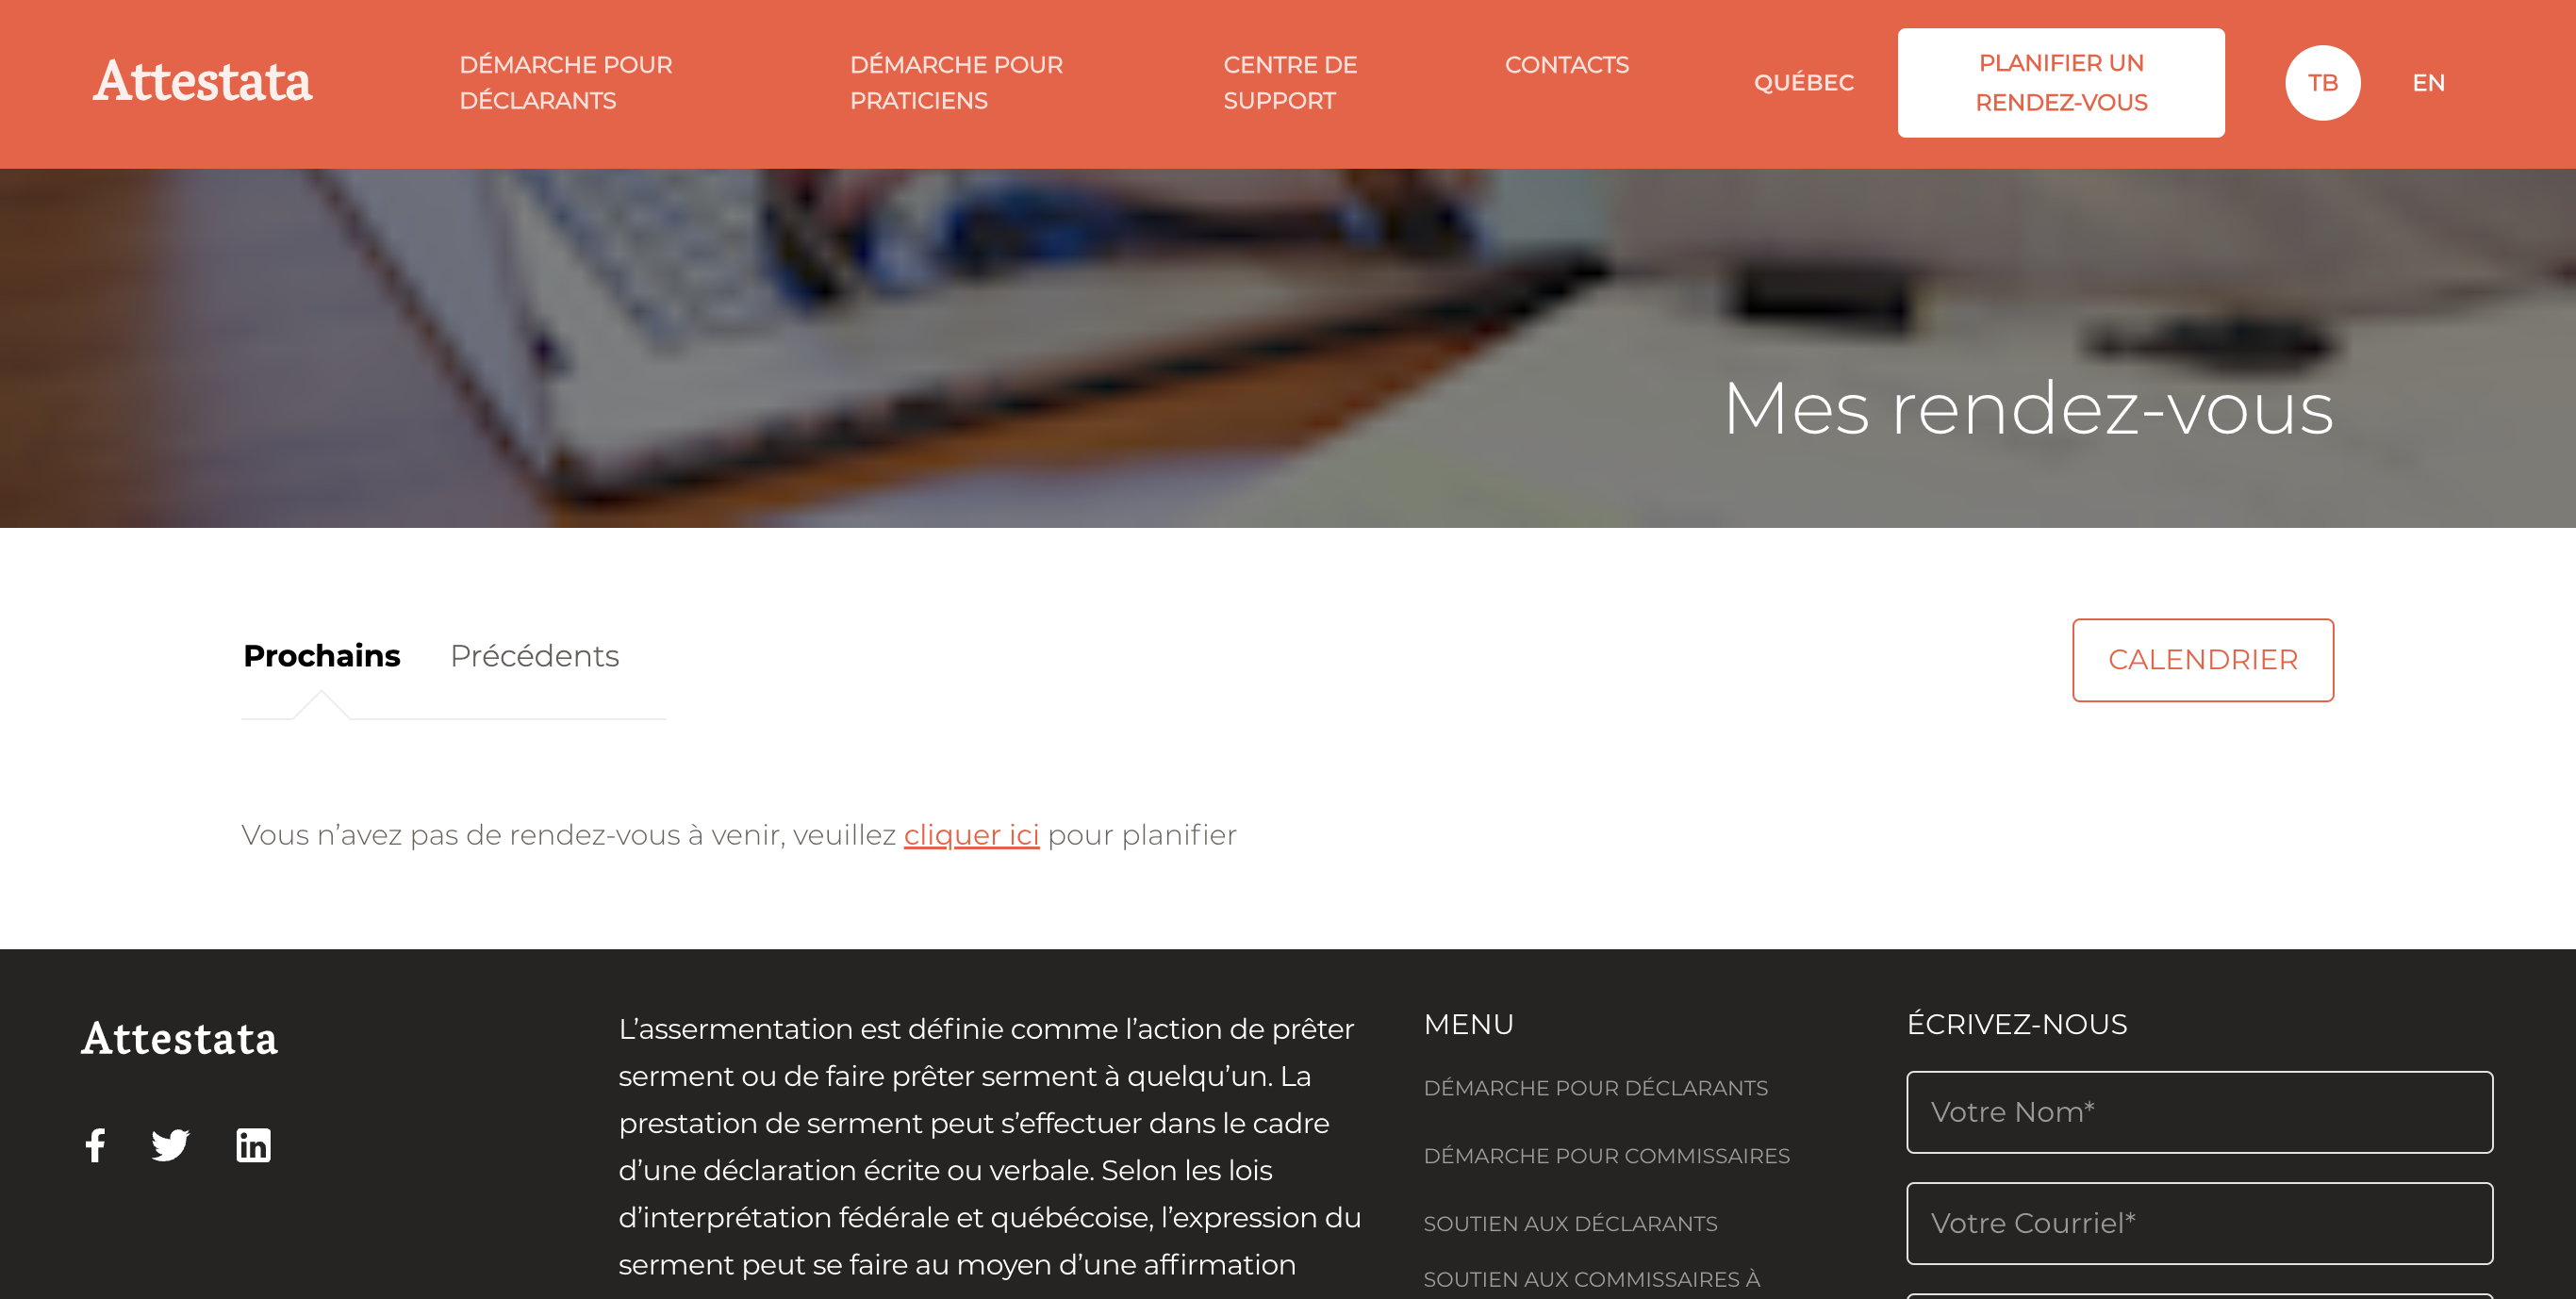 Attestata
DÉMARCHE POUR
DÉCLARANTS
DÉMARCHE POUR
PRATICIENS
CENTRE DE
SUPPORT
CONTACTS
QUÉBEC
PLANIFIER UN
RENDEZ-VOUS
TB
EN
Mes rendez-vous
Prochains
Précédents
CALENDRIER
Vous n’avez pas de rendez-vous à venir, veuillez cliquer ici pour planifier
Attestata
L’assermentation est définie comme l’action de prêter
serment ou de faire prêter serment à quelqu’un. La
prestation de serment peut s’effectuer dans le cadre
d’une déclaration écrite ou verbale. Selon les lois
d’interprétation fédérale et québécoise, l’expression du
serment peut se faire au moyen d’une affirmation
MENU
DÉMARCHE POUR DÉCLARANTS
DÉMARCHE POUR COMMISSAIRES
SOUTIEN AUX DÉCLARANTS
SOUTIEN AUX COMMISSAIRES À
ÉCRIVEZ-NOUS
Votre Nom*
Votre Courriel*